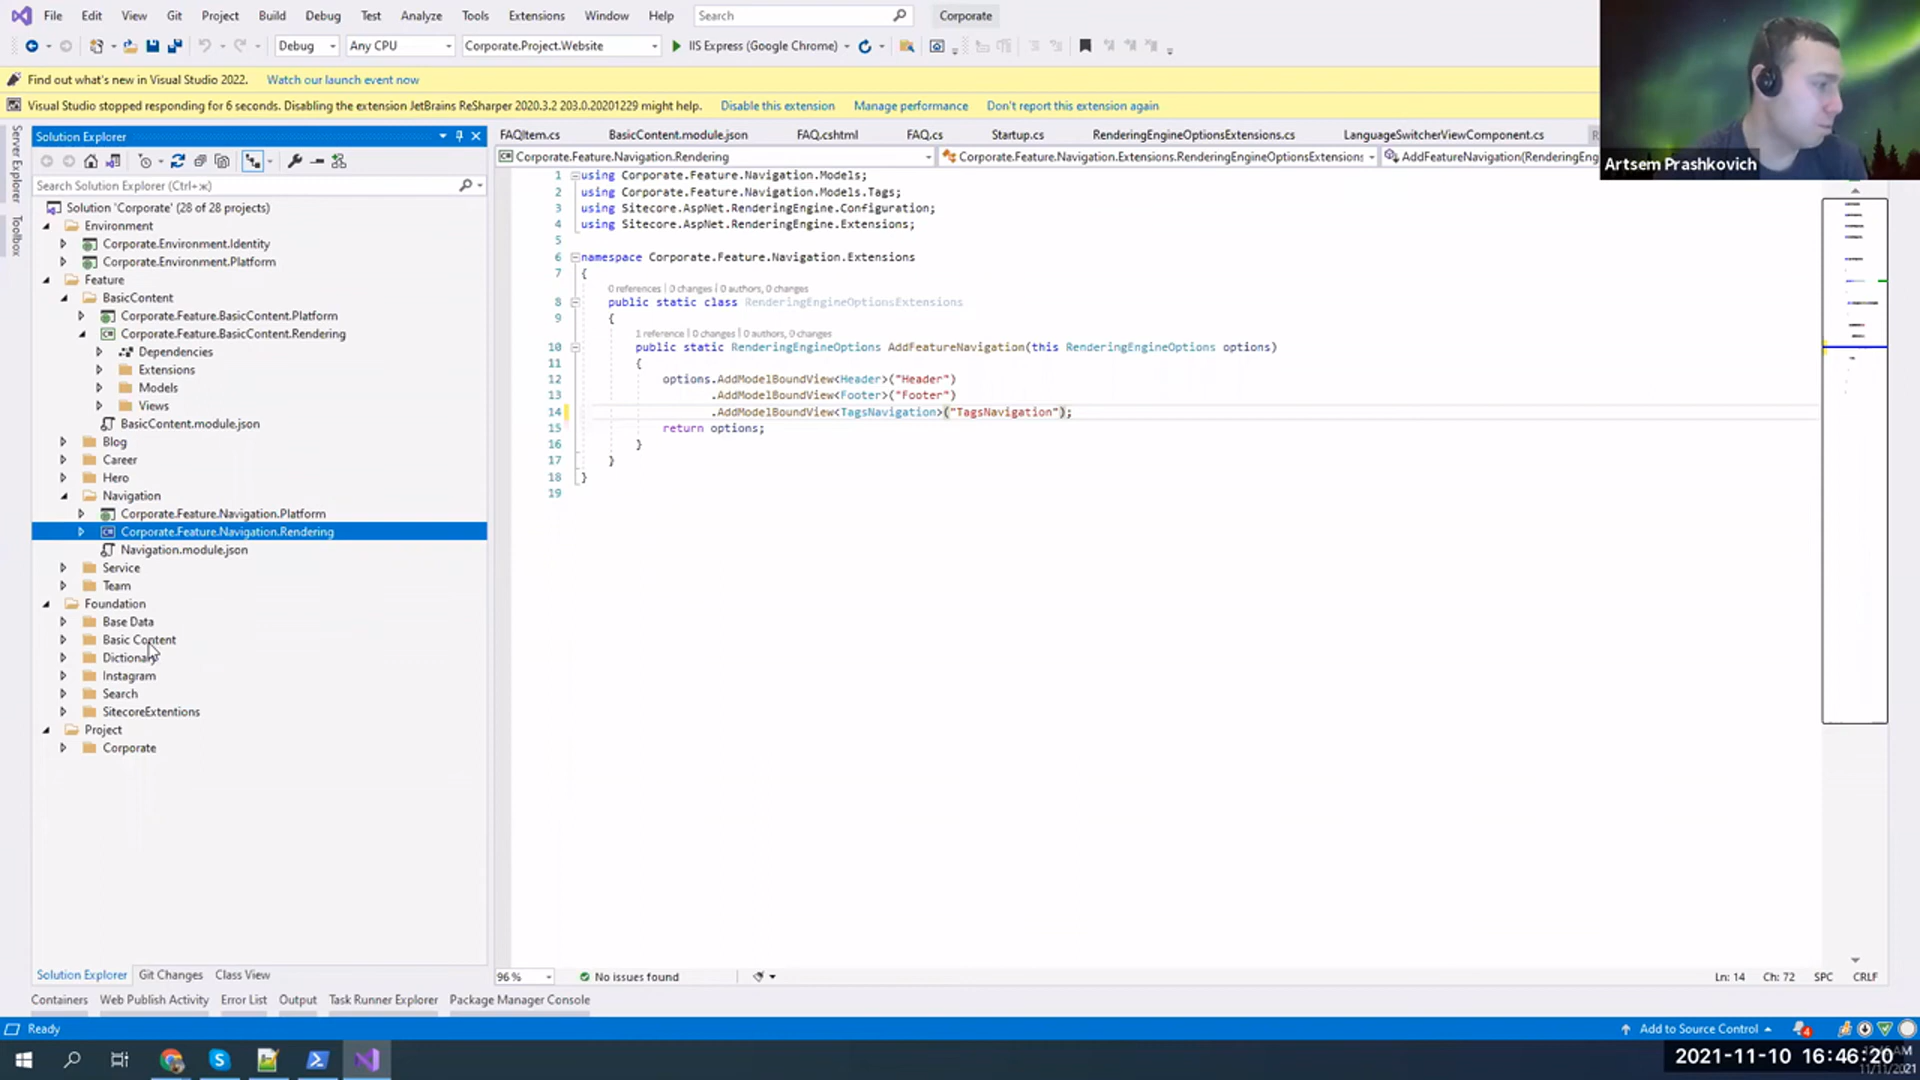 File Edit View Git Project Build Debug Test Analyze Tools Extensions Window Help Search Corporate
Debug Any CPU Corporate.Project.Website IIS Express (Google Chrome)
Find out what's new in Visual Studio 2022. Watch our launch event now
Visual Studio stopped responding for 6 seconds. Disabling the extension JetBrains ReSharper 2020.3.2 203.0.20201229 might help. Disable this extension Manage performance Don't report this extension again
Artsem Prashkovich
Server Explorer
Toolbox
Solution Explorer
Search Solution Explorer (Ctrl+ж)
Solution 'Corporate' (28 of 28 projects)
Environment
Corporate.Environment.Identity
Corporate.Environment.Platform
Feature
BasicContent
Corporate.Feature.BasicContent.Platform
Corporate.Feature.BasicContent.Rendering
Dependencies
Extensions
Models
Views
BasicContent.module.json
Blog
Career
Hero
Navigation
Corporate.Feature.Navigation.Platform
Corporate.Feature.Navigation.Rendering
Navigation.module.json
Service
Team
Foundation
Base Data
Basic Content
Dictionary
Instagram
Search
SitecoreExtentions
Project
Corporate
Solution Explorer Git Changes Class View
FAQItem.cs BasicContent.module.json FAQ.cshtml FAQ.cs Startup.cs RenderingEngineOptionsExtensions.cs LanguageSwitcherViewComponent.cs
Corporate.Feature.Navigation.Rendering Corporate.Feature.Navigation.Extensions.RenderingEngineOptionsExtensions AddFeatureNavigation(RenderingEng
1 using Corporate.Feature.Navigation.Models;
2 using Corporate.Feature.Navigation.Models.Tags;
3 using Sitecore.AspNet.RenderingEngine.Configuration;
4 using Sitecore.AspNet.RenderingEngine.Extensions;
5
6 namespace Corporate.Feature.Navigation.Extensions
7 {
0 references | 0 changes | 0 authors, 0 changes
8 public static class RenderingEngineOptionsExtensions
9 {
1 reference | 0 changes | 0 authors, 0 changes
10 public static RenderingEngineOptions AddFeatureNavigation(this RenderingEngineOptions options)
11 {
12 options.AddModelBoundView<Header>("Header")
13 .AddModelBoundView<Footer>("Footer")
14 .AddModelBoundView<TagsNavigation>("TagsNavigation");
15 return options;
16 }
17 }
18 }
19
96 % No issues found Ln: 14 Ch: 72 SPC CRLF
Containers Web Publish Activity Error List Output Task Runner Explorer Package Manager Console
Ready Add to Source Control 4
2021-11-10 16:46:20